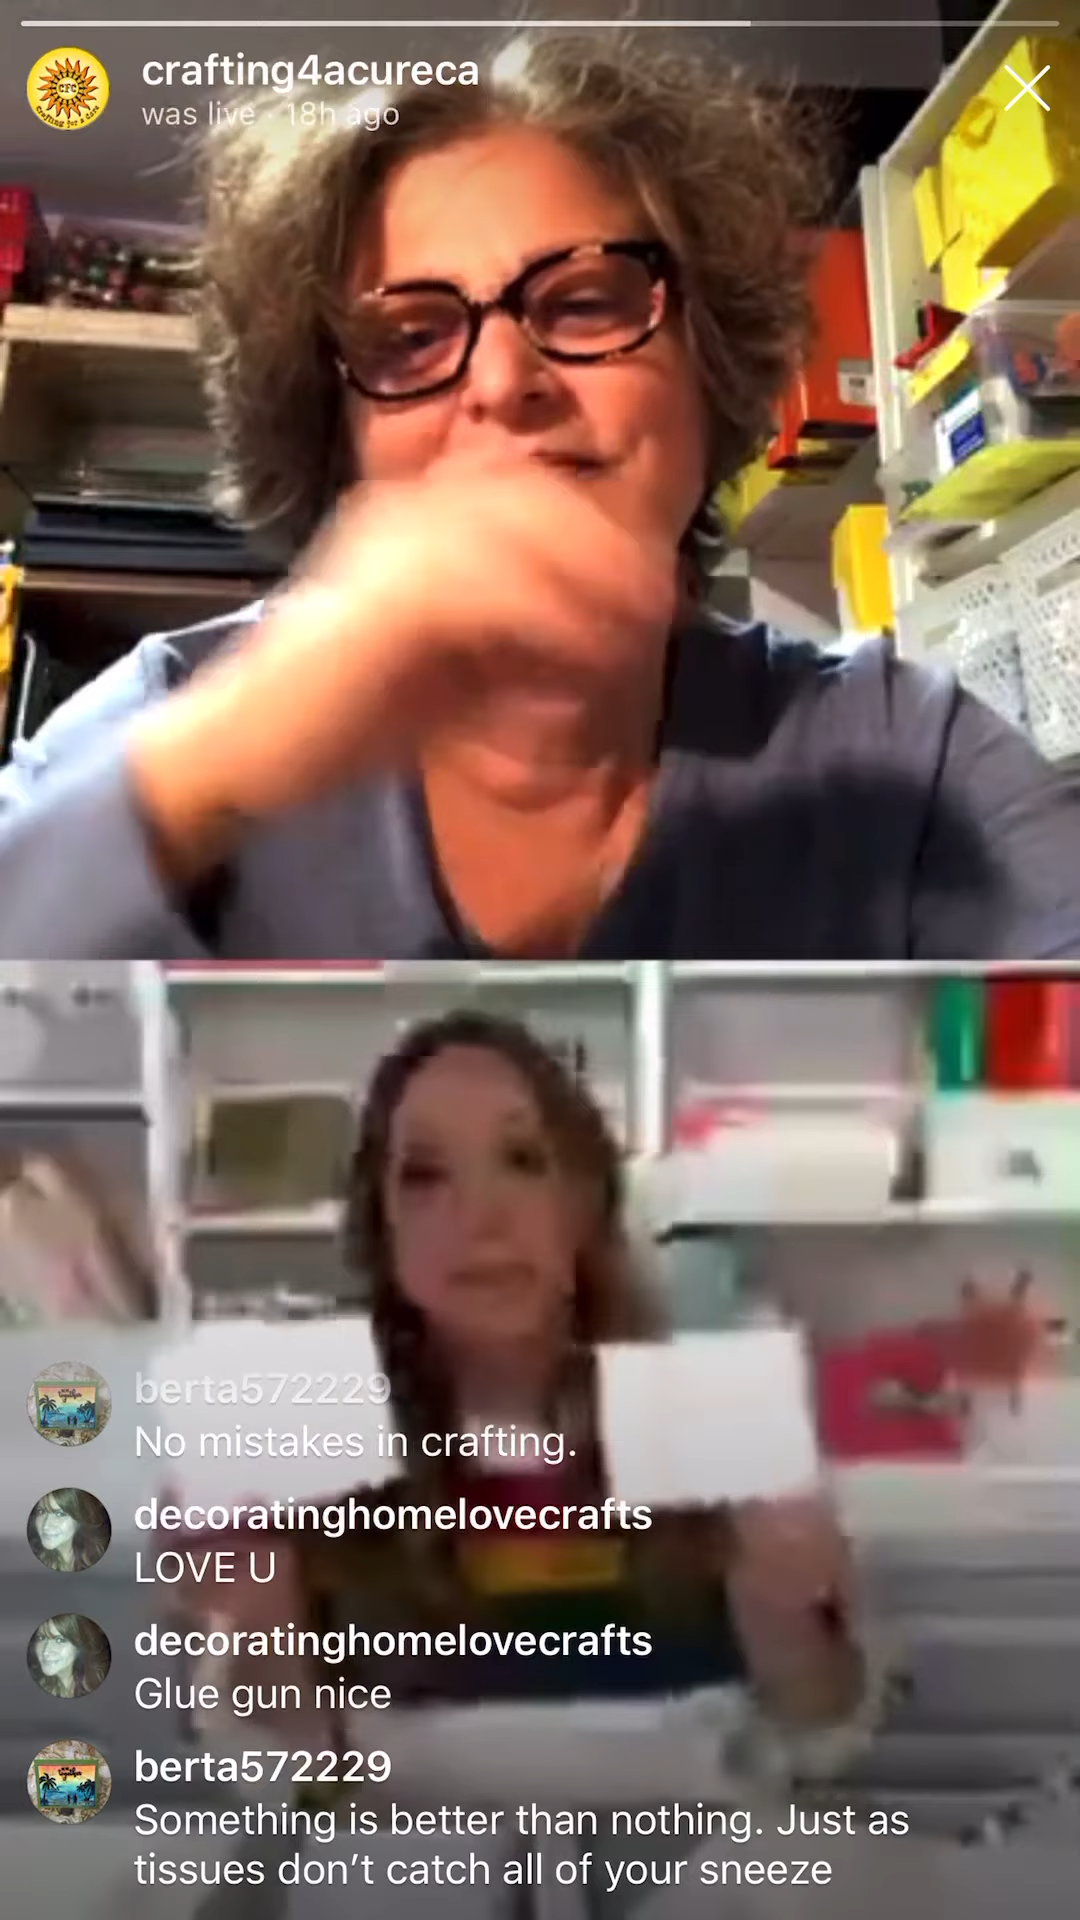 crafting4acureca
was live · 18h ago
CFC
berta572229
No mistakes in crafting.
decoratinghomelovecrafts
LOVE U
decoratinghomelovecrafts
Glue gun nice
berta572229
Something is better than nothing. Just as
tissues don’t catch all of your sneeze